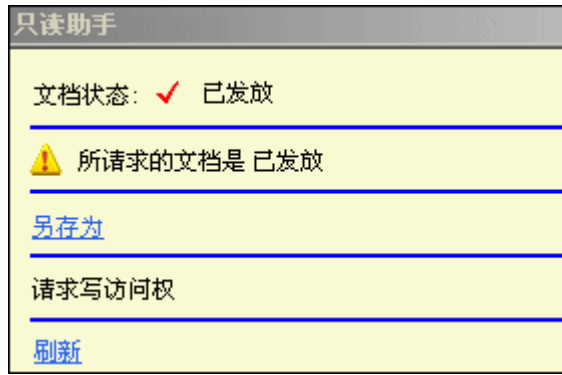 只读助手
文档状态: 已发放
所请求的文档是 已发放
另存为
请求写访问权
刷新